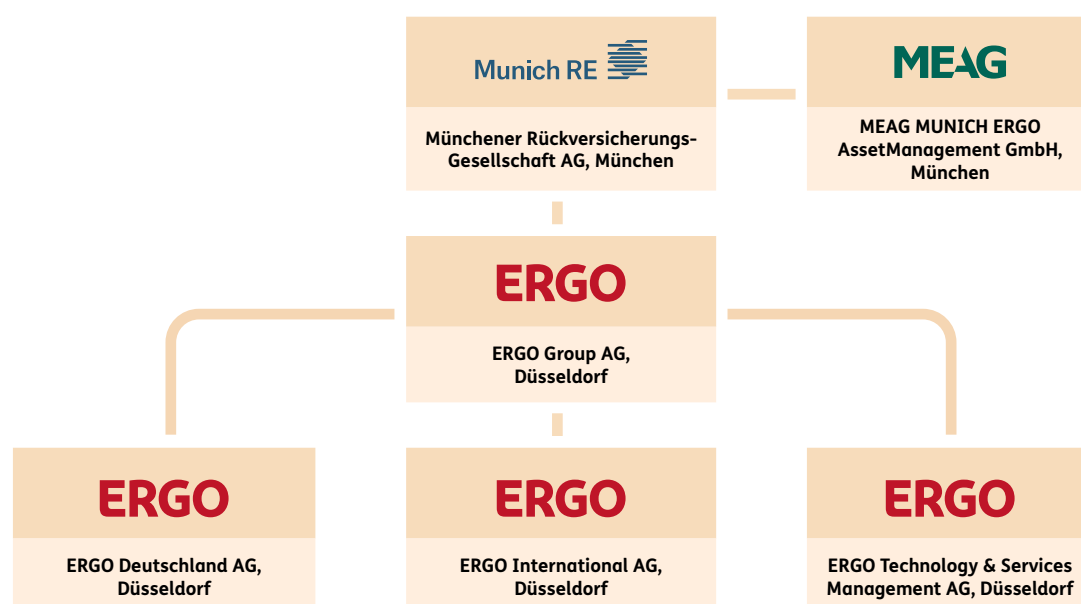 Munich RE
Münchener Rückversicherungs-
Gesellschaft AG, München
MEAG
MEAG MUNICH ERGO
AssetManagement GmbH,
München
ERGO
ERGO Group AG,
Düsseldorf
ERGO
ERGO Deutschland AG,
Düsseldorf
ERGO
ERGO International AG,
Düsseldorf
ERGO
ERGO Technology & Services
Management AG, Düsseldorf